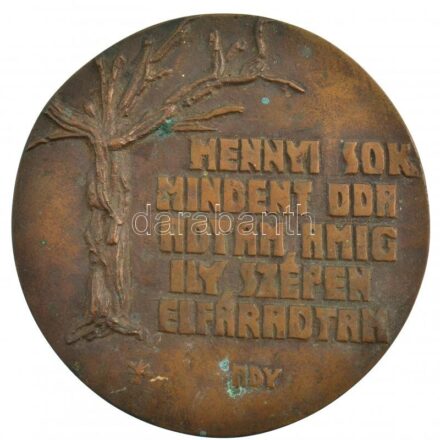 MENNYI SOK
MINDENT ODA
ADTAM AMIG
ILY SZÉPEN
ELFÁRADTAM
ADY
darabanth